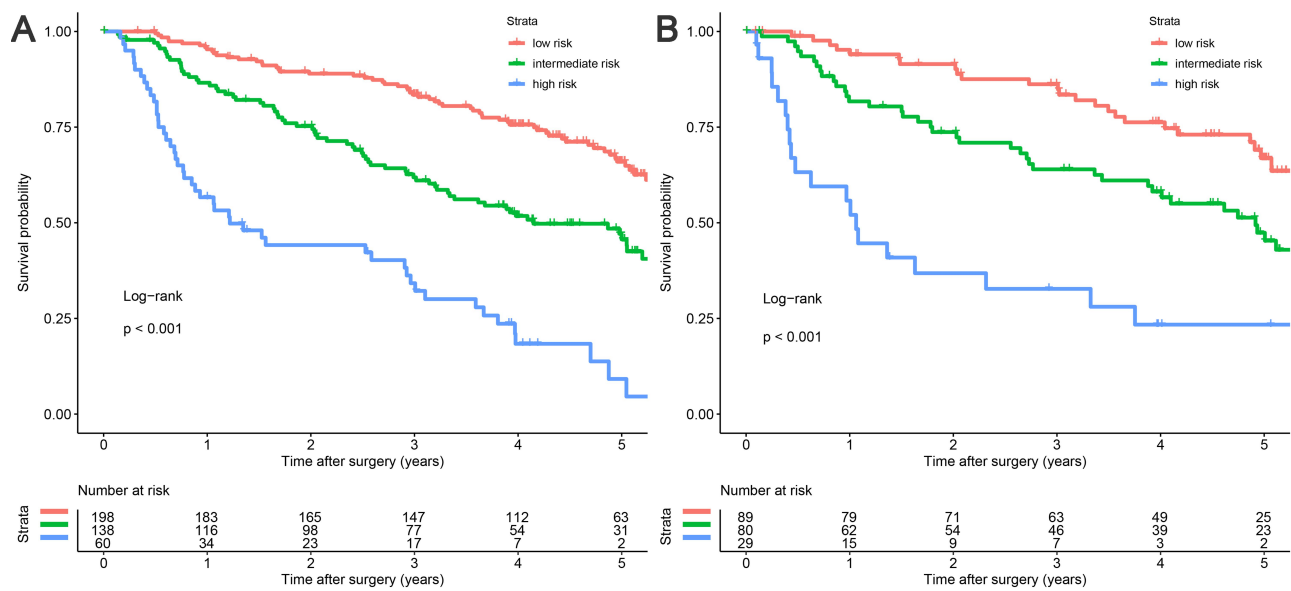 A
Strata
low risk
intermediate risk
high risk
1.00
0.75
0.50
0.25
0.00
Survival probability
Log−rank
p < 0.001
0 1 2 3 4 5
Time after surgery (years)
Number at risk
Strata
198 183 165 147 112 63
138 116 98 77 54 31
60 34 23 17 7 2
0 1 2 3 4 5
Time after surgery (years)
B
Strata
low risk
intermediate risk
high risk
1.00
0.75
0.50
0.25
0.00
Survival probability
Log−rank
p < 0.001
0 1 2 3 4 5
Time after surgery (years)
Number at risk
Strata
89 79 71 63 49 25
80 62 54 46 39 23
29 15 9 7 3 2
0 1 2 3 4 5
Time after surgery (years)